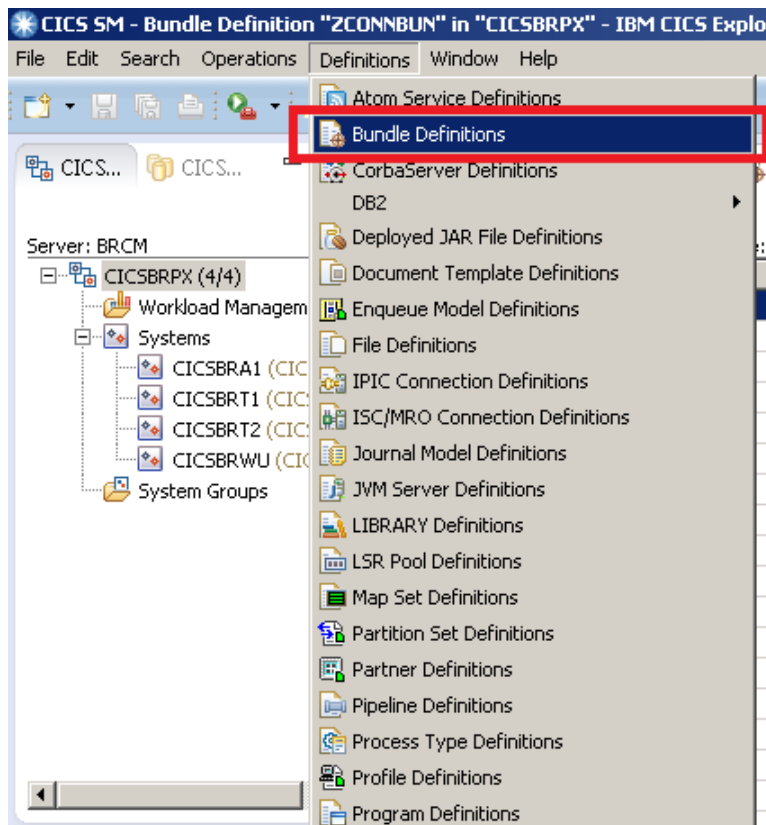 CICS SM - Bundle Definition "ZCONNBUN" in "CICSBRPX" - IBM CICS Explo
File Edit Search Operations Definitions Window Help
Atom Service Definitions
Bundle Definitions
CICS... CICS...
CorbaServer Definitions
DB2
Server: BRCM
Deployed JAR File Definitions
CICSBRPX (4/4)
Document Template Definitions
Workload Managem
Enqueue Model Definitions
Systems
File Definitions
CICSBRA1 (CIC
IPIC Connection Definitions
CICSBRT1 (CIC
CICSBRT2 (CIC
ISC/MRO Connection Definitions
CICSBRWU (CIC
Journal Model Definitions
System Groups
JVM Server Definitions
LIBRARY Definitions
LSR Pool Definitions
Map Set Definitions
Partition Set Definitions
Partner Definitions
Pipeline Definitions
Process Type Definitions
Profile Definitions
Program Definitions